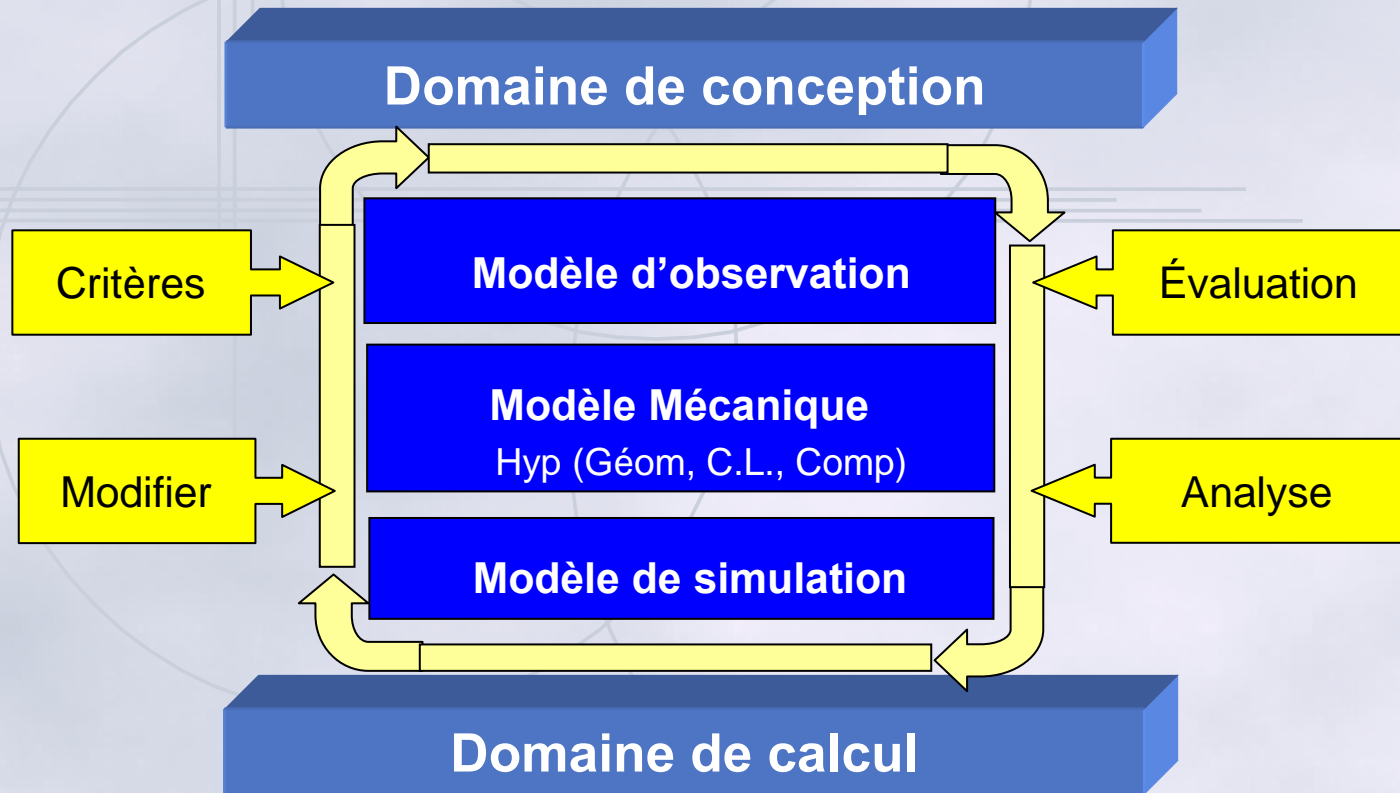 Domaine de conception
Critères
Modèle d’observation
Évaluation
Modèle Mécanique
Hyp (Géom, C.L., Comp)
Modifier
Analyse
Modèle de simulation
Domaine de calcul